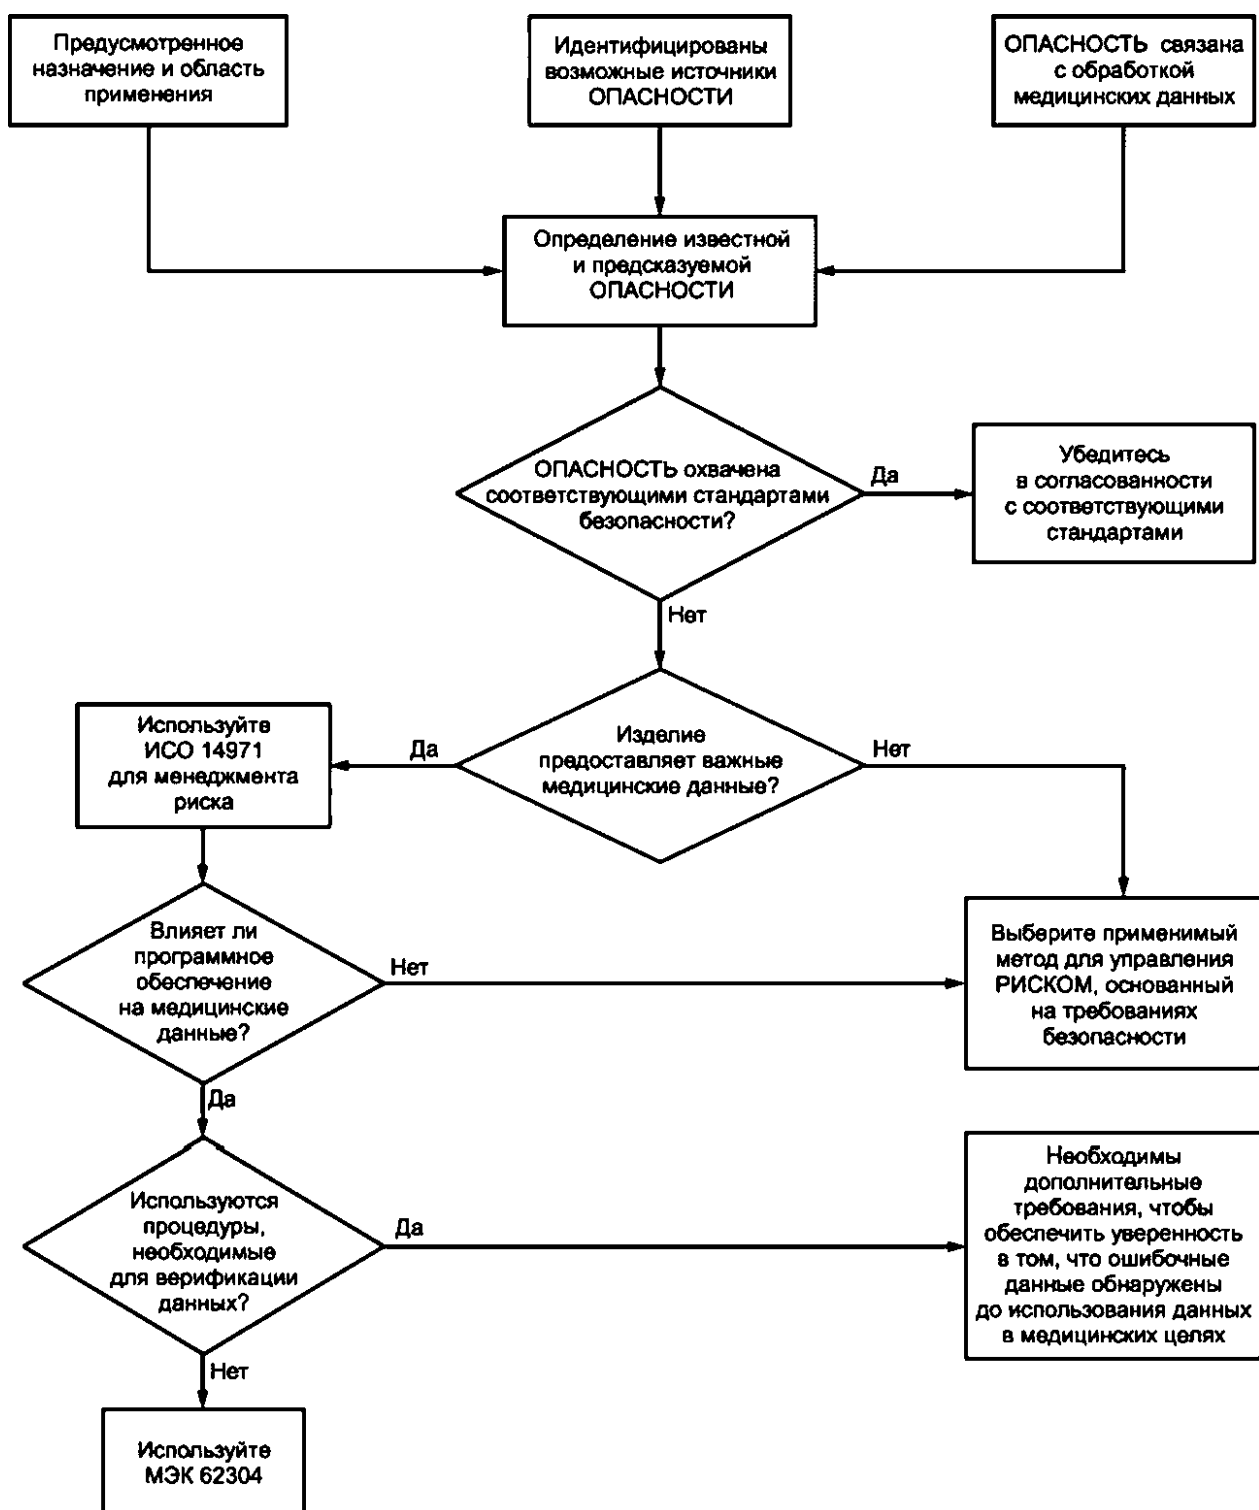 Предусмотренное
назначение и область
применения
Идентифицированы
возможные источники
ОПАСНОСТИ
ОПАСНОСТЬ связана
с обработкой
медицинских данных
Определение известной
и предсказуемой
ОПАСНОСТИ
ОПАСНОСТЬ охвачена
соответствующими стандартами
безопасности?
Да
Убедитесь
в согласованности
с соответствующими
стандартами
Нет
Изделие
предоставляет важные
медицинские данные?
Да
Нет
Используйте
ИСО 14971
для менеджмента
риска
Влияет ли
программное
обеспечение
на медицинские
данные?
Нет
Выберите применимый
метод для управления
РИСКОМ, основанный
на требованиях
безопасности
Да
Используются
процедуры,
необходимые
для верификации
данных?
Да
Необходимы
дополнительные
требования, чтобы
обеспечить уверенность
в том, что ошибочные
данные обнаружены
до использования данных
в медицинских целях
Нет
Используйте
МЭК 62304